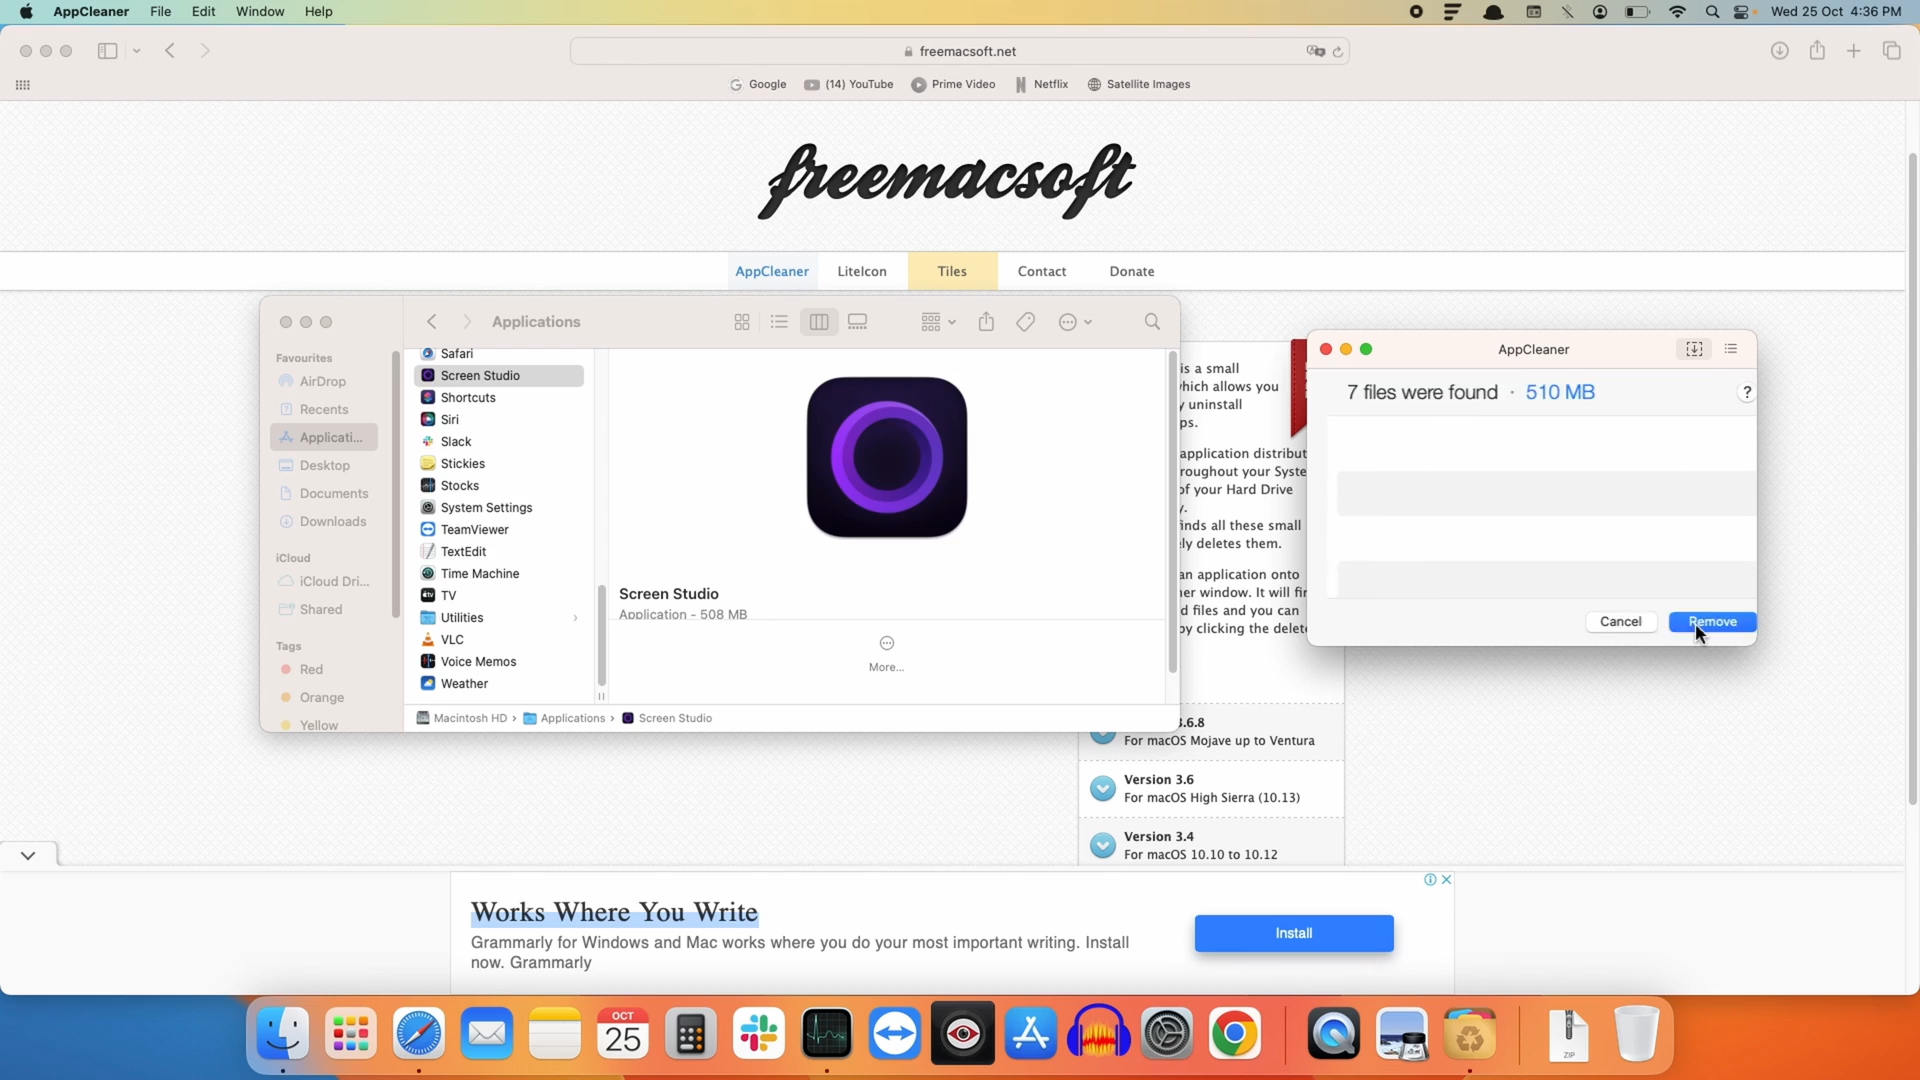 AppCleaner File Edit Window Help
Wed 25 Oct 4:36 PM
freemacsoft.net
Google
(14) YouTube
Prime Video
Netflix
Satellite Images
freemacsoft
AppCleaner
LiteIcon
Tiles
Contact
Donate
Favourites
AirDrop
Recents
Applicati...
Desktop
Documents
Downloads
iCloud
iCloud Dri...
Shared
Tags
Red
Orange
Yellow
Applications
Safari
Screen Studio
Shortcuts
Siri
Slack
Stickies
Stocks
System Settings
TeamViewer
TextEdit
Time Machine
TV
Utilities
VLC
Voice Memos
Weather
Screen Studio
Application - 508 MB
More...
Macintosh HD › Applications › Screen Studio
is a small
hich allows you
y uninstall
ps.
application distribut
roughout your Syste
of your Hard Drive
y.
inds all these small
ly deletes them.
an application onto
ner window. It will fin
d files and you can
by clicking the delete
AppCleaner
7 files were found · 510 MB
?
Cancel
Remove
3.6.8
For macOS Mojave up to Ventura
Version 3.6
For macOS High Sierra (10.13)
Version 3.4
For macOS 10.10 to 10.12
Works Where You Write
Grammarly for Windows and Mac works where you do your most important writing. Install
now. Grammarly
Install
OCT
25
ZIP